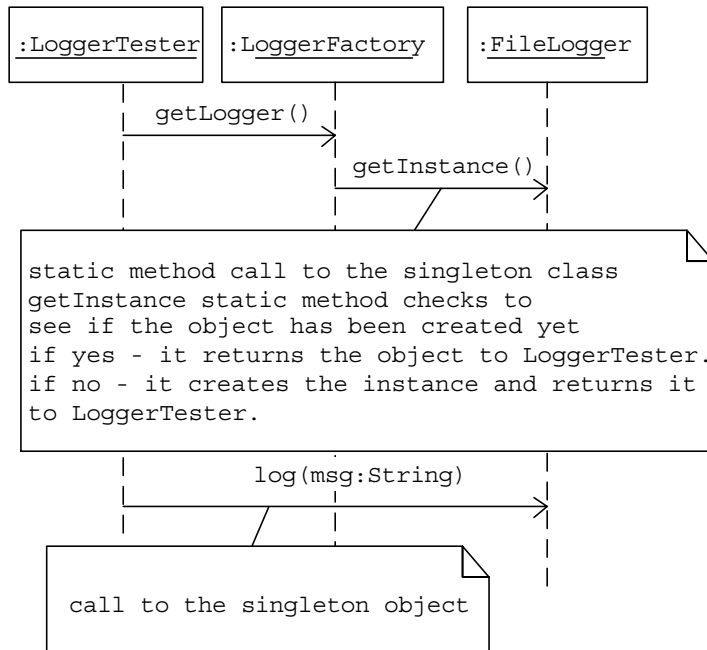 :LoggerTester
:LoggerFactory
:FileLogger
getLogger()
getInstance()
static method call to the singleton class
getInstance static method checks to
see if the object has been created yet
if yes - it returns the object to LoggerTester.
if no - it creates the instance and returns it
to LoggerTester.
log(msg:String)
call to the singleton object